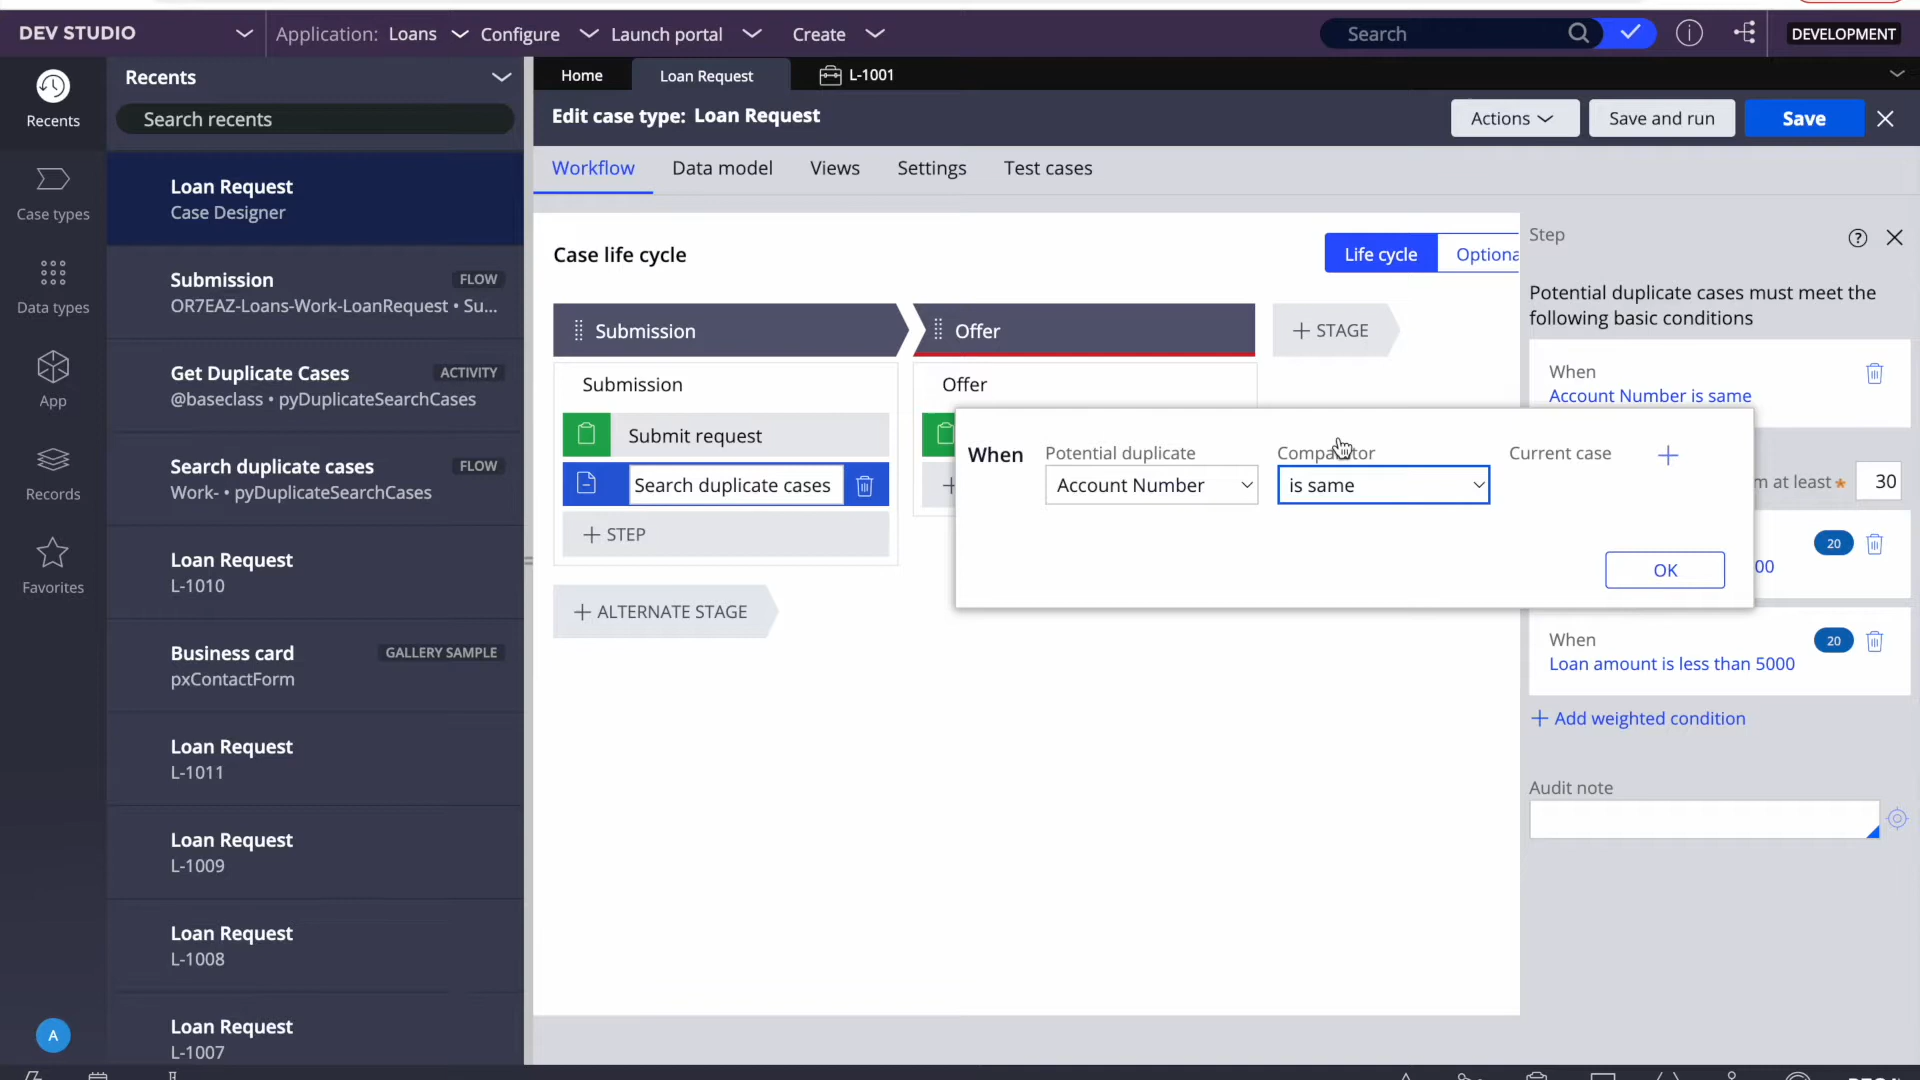 DEV STUDIO
Application: Loans
Configure
Launch portal
Create
Search
DEVELOPMENT
Recents
Case types
Data types
App
Records
Favorites
A
Recents
Search recents
Loan Request
Case Designer
Submission FLOW
OR7EAZ-Loans-Work-LoanRequest • Su...
Get Duplicate Cases ACTIVITY
@baseclass • pyDuplicateSearchCases
Search duplicate cases FLOW
Work- • pyDuplicateSearchCases
Loan Request
L-1010
Business card GALLERY SAMPLE
pxContactForm
Loan Request
L-1011
Loan Request
L-1009
Loan Request
L-1008
Loan Request
L-1007
Home
Loan Request
L-1001
Edit case type: Loan Request
Actions
Save and run
Save
Workflow
Data model
Views
Settings
Test cases
Case life cycle
Life cycle
Optiona
Submission
Offer
+ STAGE
Submission
Offer
Submit request
Search duplicate cases
+ STEP
+ ALTERNATE STAGE
When
Potential duplicate
Account Number
Current case
is same
OK
Step
Potential duplicate cases must meet the
following basic conditions
When
Account Number is same
m at least * 30
20
00
When
20
Loan amount is less than 5000
+ Add weighted condition
Audit note